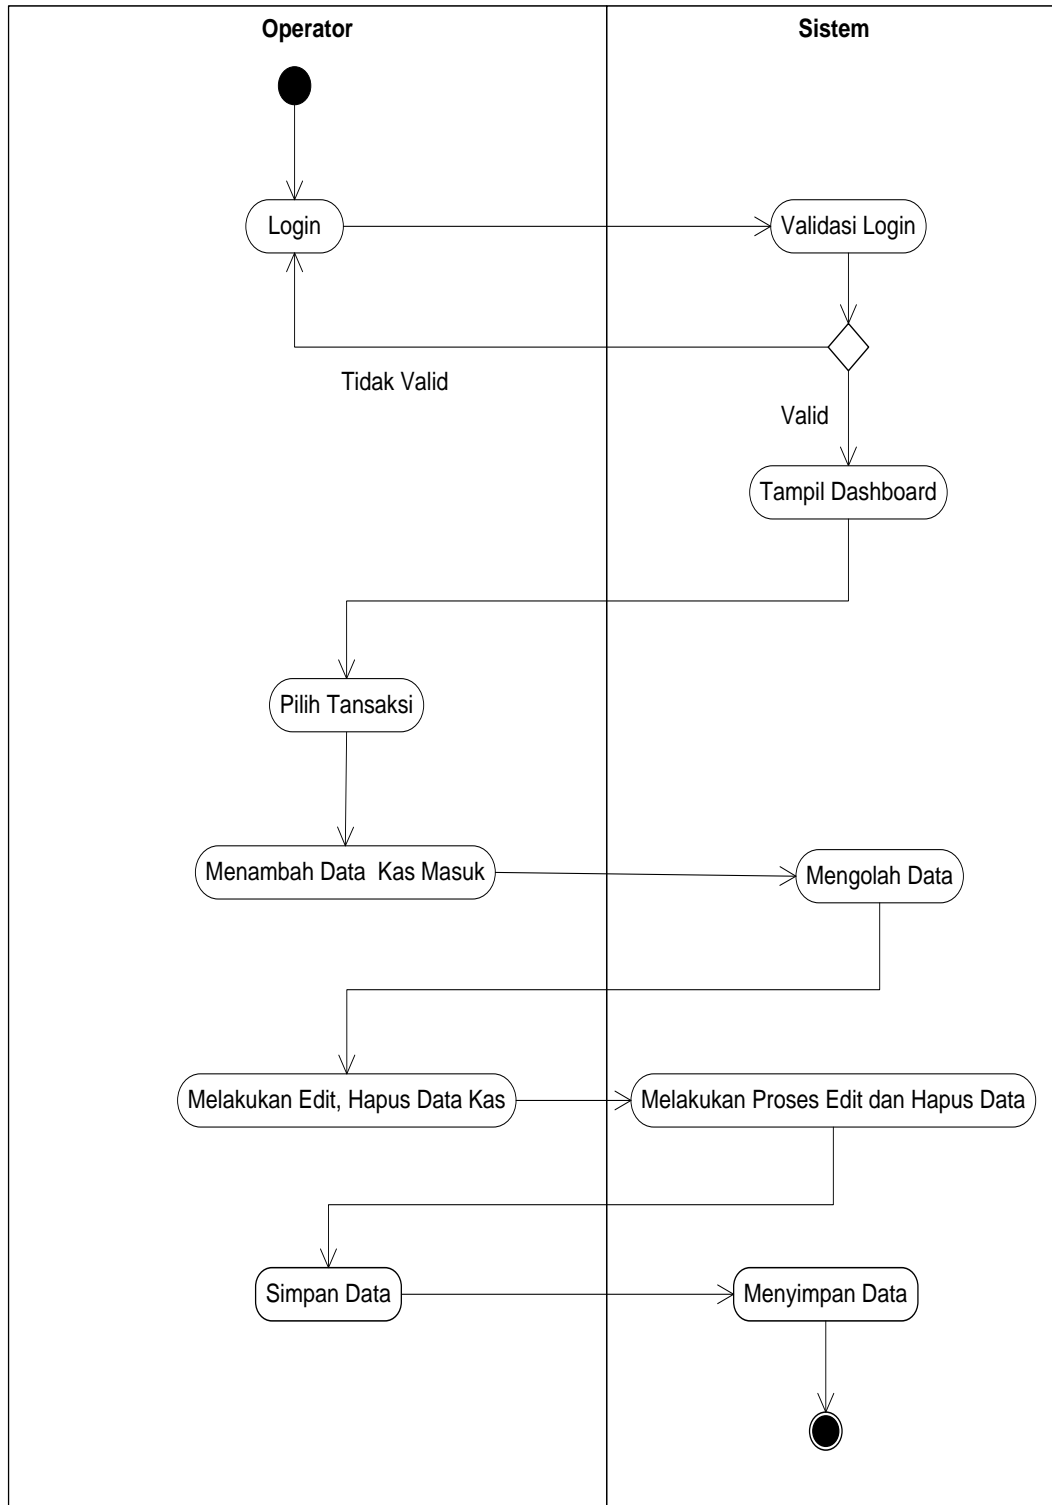 Operator
Sistem
Login
Validasi Login
Tidak Valid
Valid
Tampil Dashboard
Pilih Tansaksi
Menambah Data  Kas Masuk
Mengolah Data
Melakukan Edit, Hapus Data Kas
Melakukan Proses Edit dan Hapus Data
Simpan Data
Menyimpan Data